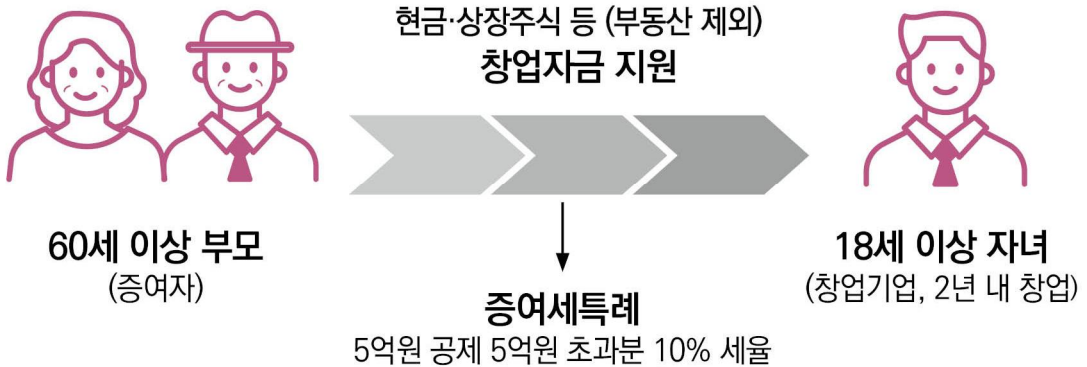 현금·상장주식 등 (부동산 제외)
창업자금 지원
60세 이상 부모
(증여자)
18세 이상 자녀
(창업기업, 2년 내 창업)
증여세특례
5억원 공제 5억원 초과분 10% 세율